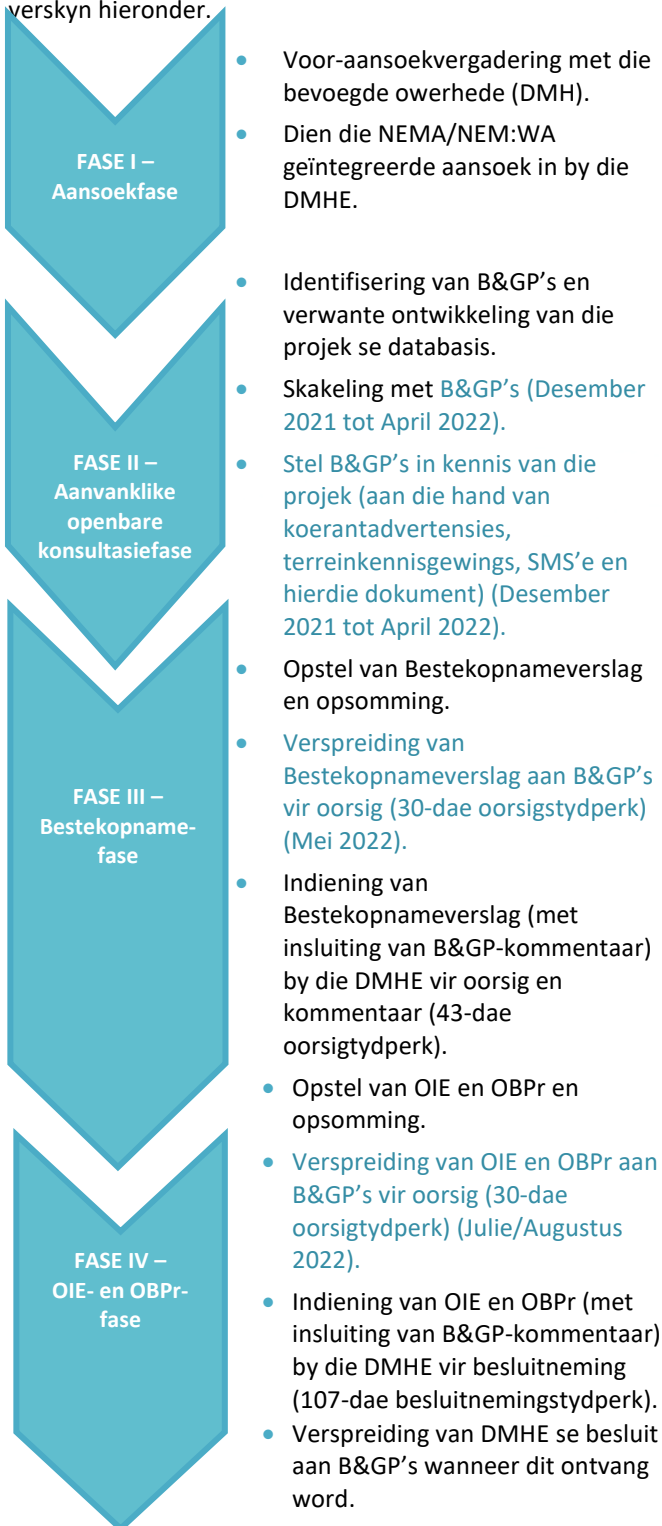 verskyn hieronder.
FASE I –
Aansoekfase
• Voor-aansoekvergadering met die
bevoegde owerhede (DMH).
• Dien die NEMA/NEM:WA
geïntegreerde aansoek in by die
DMHE.
FASE II –
Aanvanklike
openbare
konsultasiefase
• Identifisering van B&GP’s en
verwante ontwikkeling van die
projek se databasis.
• Skakeling met B&GP’s (Desember
2021 tot April 2022).
• Stel B&GP’s in kennis van die
projek (aan die hand van
koerantadvertensies,
terreinkennisgewings, SMS’e en
hierdie dokument) (Desember
2021 tot April 2022).
FASE III –
Bestekopname-
fase
• Opstel van Bestekopnameverslag
en opsomming.
• Verspreiding van
Bestekopnameverslag aan B&GP’s
vir oorsig (30-dae oorsigstydperk)
(Mei 2022).
• Indiening van
Bestekopnameverslag (met
insluiting van B&GP-kommentaar)
by die DMHE vir oorsig en
kommentaar (43-dae
oorsigtydperk).
FASE IV –
OIE- en OBPr-
fase
• Opstel van OIE en OBPr en
opsomming.
• Verspreiding van OIE en OBPr aan
B&GP’s vir oorsig (30-dae
oorsigtydperk) (Julie/Augustus
2022).
• Indiening van OIE en OBPr (met
insluiting van B&GP-kommentaar)
by die DMHE vir besluitneming
(107-dae besluitnemingstydperk).
• Verspreiding van DMHE se besluit
aan B&GP’s wanneer dit ontvang
word.